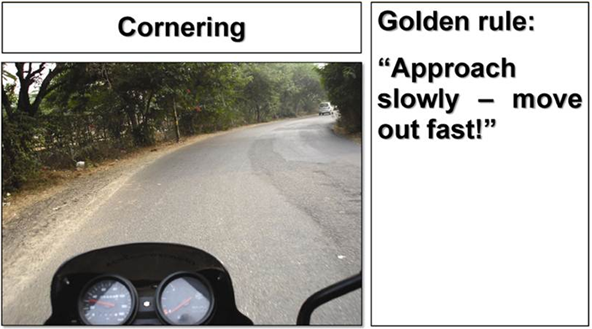 Cornering
Golden rule:
“Approach
slowly – move
out fast!”